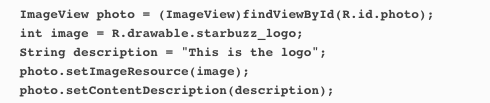 ImageView photo = (ImageView)findViewById(R.id.photo);
int image = R.drawable.starbuzz_logo;
String description = "This is the logo";
photo.setImageResource(image);
photo.setContentDescription(description);